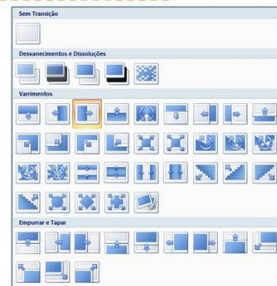 Sem Transição
Desvanecimentos e Dissoluções
Varrimentos
Empurrar e Tapar